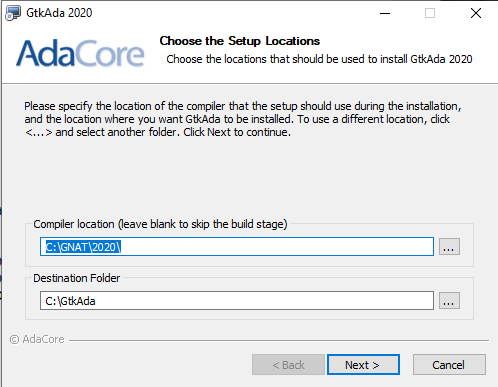 GtkAda 2020
AdaCore
Choose the Setup Locations
Choose the locations that should be used to install GtkAda 2020
Please specify the location of the compiler that the setup should use during the installation,
and the location where you want GtkAda to be installed. To use a different location, click
<...> and select another folder. Click Next to continue.
Compiler location (leave blank to skip the build stage)
C:\GNAT\2020\
...
Destination Folder
C:\GtkAda
...
© AdaCore
< Back
Next >
Cancel